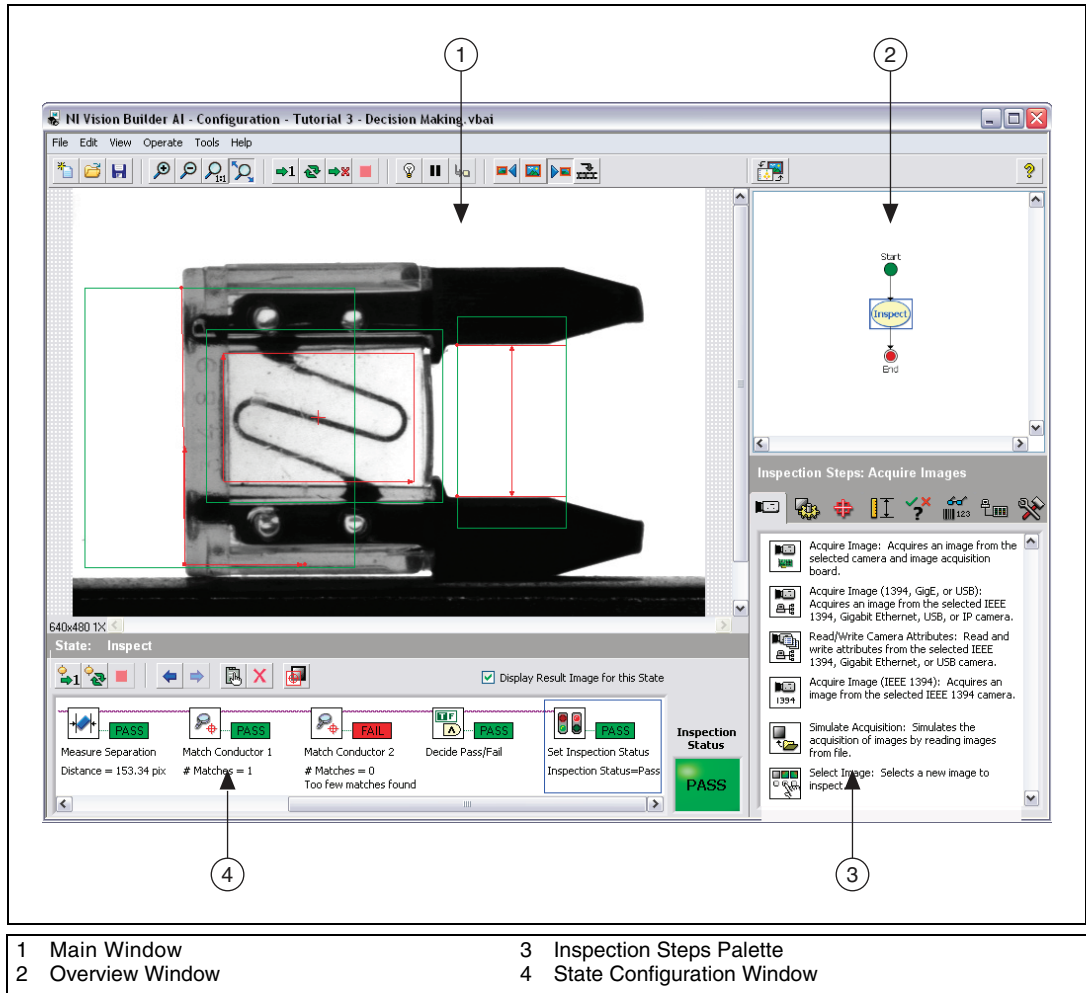 1
2
NI Vision Builder AI - Configuration - Tutorial 3 - Decision Making.vbai
File Edit View Operate Tools Help
1:1
1
Start
Inspect
End
Inspection Steps: Acquire Images
123
Acquire Image: Acquires an image from the
selected camera and image acquisition
board.
Acquire Image (1394, GigE, or USB):
Acquires an image from the selected IEEE
1394, Gigabit Ethernet, USB, or IP camera.
Read/Write Camera Attributes: Read and
write attributes from the selected IEEE
1394, Gigabit Ethernet, or USB camera.
1394
Acquire Image (IEEE 1394): Acquires an
image from the selected IEEE 1394 camera.
Simulate Acquisition: Simulates the
acquisition of images by reading images
from file.
Select Image: Selects a new image to
inspect.
640x480 1X
State: Inspect
1
Display Result Image for this State
PASS
Measure Separation
Distance = 153.34 pix
PASS
Match Conductor 1
# Matches = 1
FAIL
Match Conductor 2
# Matches = 0
Too few matches found
T F
A
PASS
Decide Pass/Fail
PASS
Set Inspection Status
Inspection Status=Pass
Inspection
Status
PASS
4
3
1 Main Window
2 Overview Window
3 Inspection Steps Palette
4 State Configuration Window